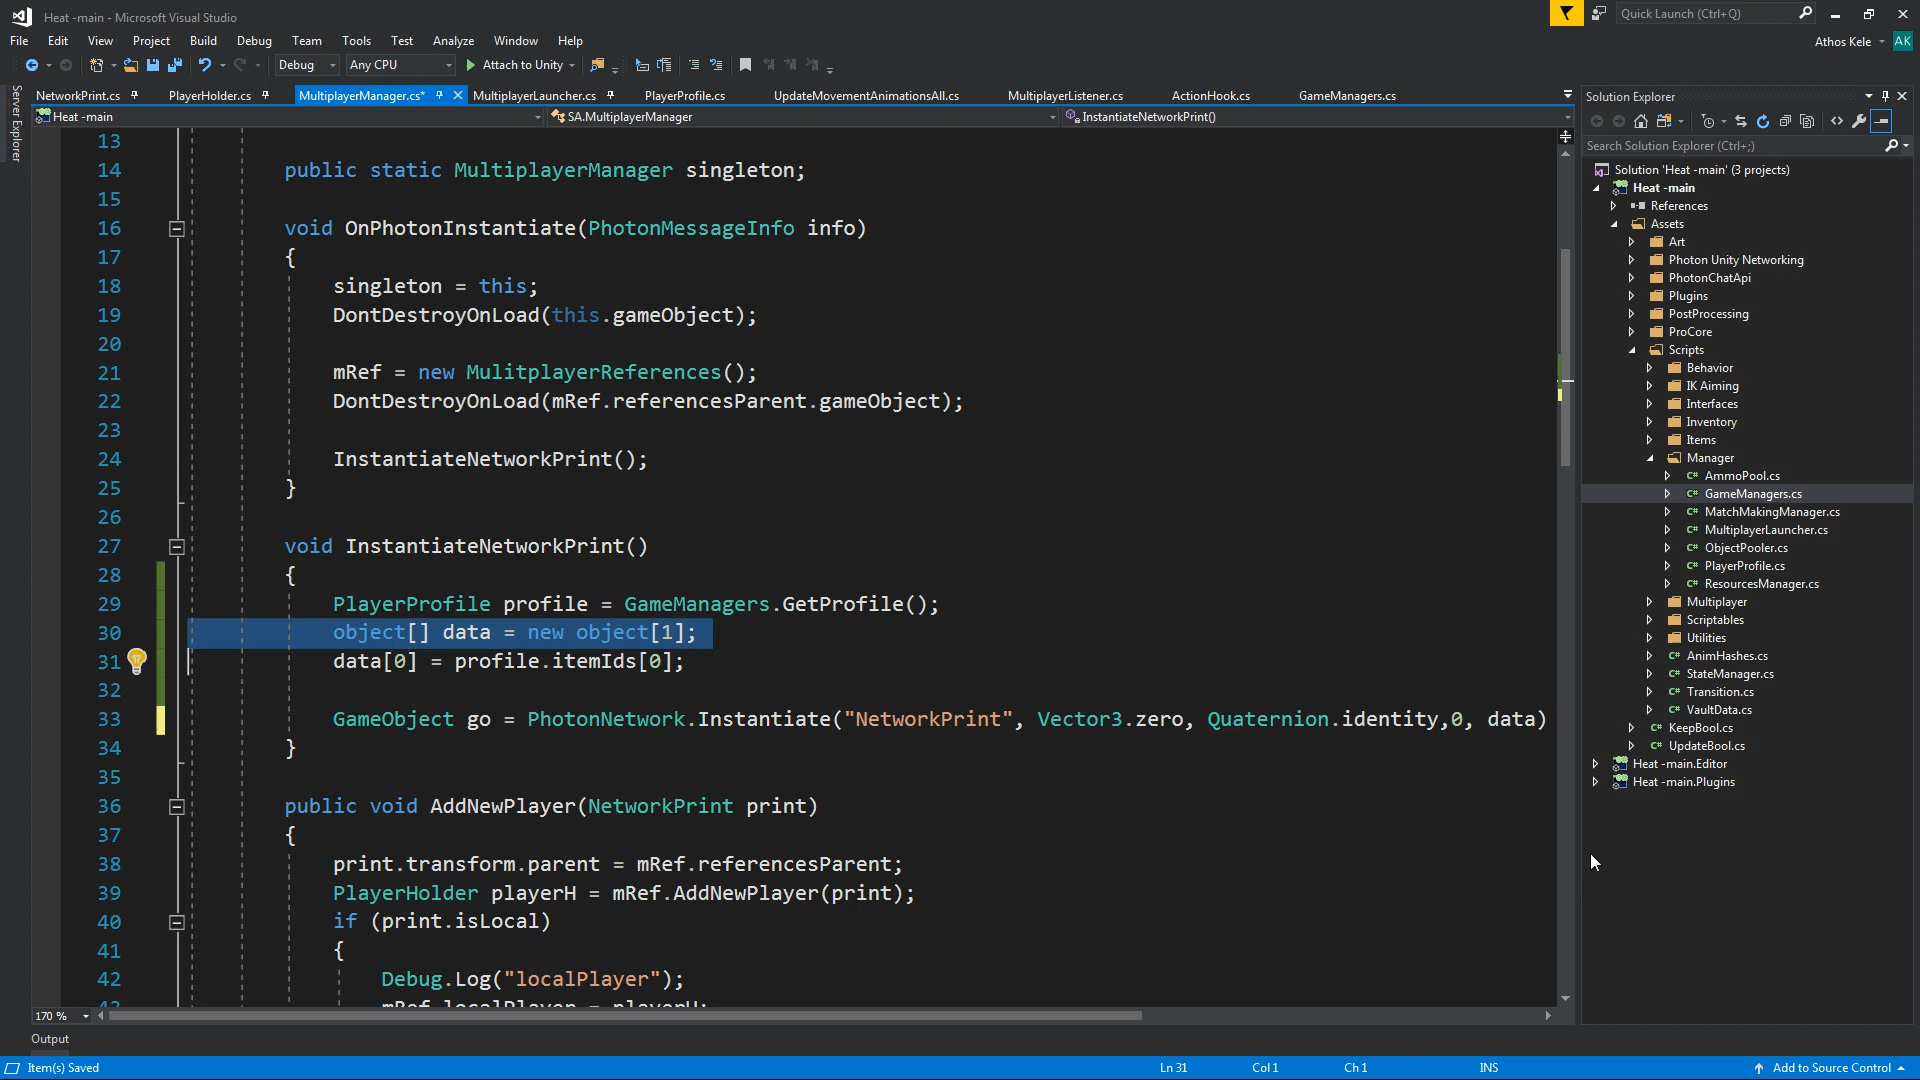 Heat -main - Microsoft Visual Studio
Quick Launch (Ctrl+Q)
File Edit View Project Build Debug Team Tools Test Analyze Window Help
Athos Kele AK
Debug Any CPU Attach to Unity
Server Explorer
NetworkPrint.cs PlayerHolder.cs MultiplayerManager.cs* MultiplayerLauncher.cs PlayerProfile.cs UpdateMovementAnimationsAll.cs MultiplayerListener.cs ActionHook.cs GameManagers.cs
Heat -main SA.MultiplayerManager InstantiateNetworkPrint()
13
14 public static MultiplayerManager singleton;
15
16 void OnPhotonInstantiate(PhotonMessageInfo info)
17 {
18 singleton = this;
19 DontDestroyOnLoad(this.gameObject);
20
21 mRef = new MulitplayerReferences();
22 DontDestroyOnLoad(mRef.referencesParent.gameObject);
23
24 InstantiateNetworkPrint();
25 }
26
27 void InstantiateNetworkPrint()
28 {
29 PlayerProfile profile = GameManagers.GetProfile();
30 object[] data = new object[1];
31 data[0] = profile.itemIds[0];
32
33 GameObject go = PhotonNetwork.Instantiate("NetworkPrint", Vector3.zero, Quaternion.identity,0, data)
34 }
35
36 public void AddNewPlayer(NetworkPrint print)
37 {
38 print.transform.parent = mRef.referencesParent;
39 PlayerHolder playerH = mRef.AddNewPlayer(print);
40 if (print.isLocal)
41 {
42 Debug.Log("localPlayer");
43 mRef.localPlayer = playerH;
170 %
Output
Item(s) Saved
Ln 31 Col 1 Ch 1 INS
Add to Source Control
Solution Explorer
Search Solution Explorer (Ctrl+;)
Solution 'Heat -main' (3 projects)
Heat -main
References
Assets
Art
Photon Unity Networking
PhotonChatApi
Plugins
PostProcessing
ProCore
Scripts
Behavior
IK Aiming
Interfaces
Inventory
Items
Manager
C# AmmoPool.cs
C# GameManagers.cs
C# MatchMakingManager.cs
C# MultiplayerLauncher.cs
C# ObjectPooler.cs
C# PlayerProfile.cs
C# ResourcesManager.cs
Multiplayer
Scriptables
Utilities
C# AnimHashes.cs
C# StateManager.cs
C# Transition.cs
C# VaultData.cs
C# KeepBool.cs
C# UpdateBool.cs
Heat -main.Editor
Heat -main.Plugins